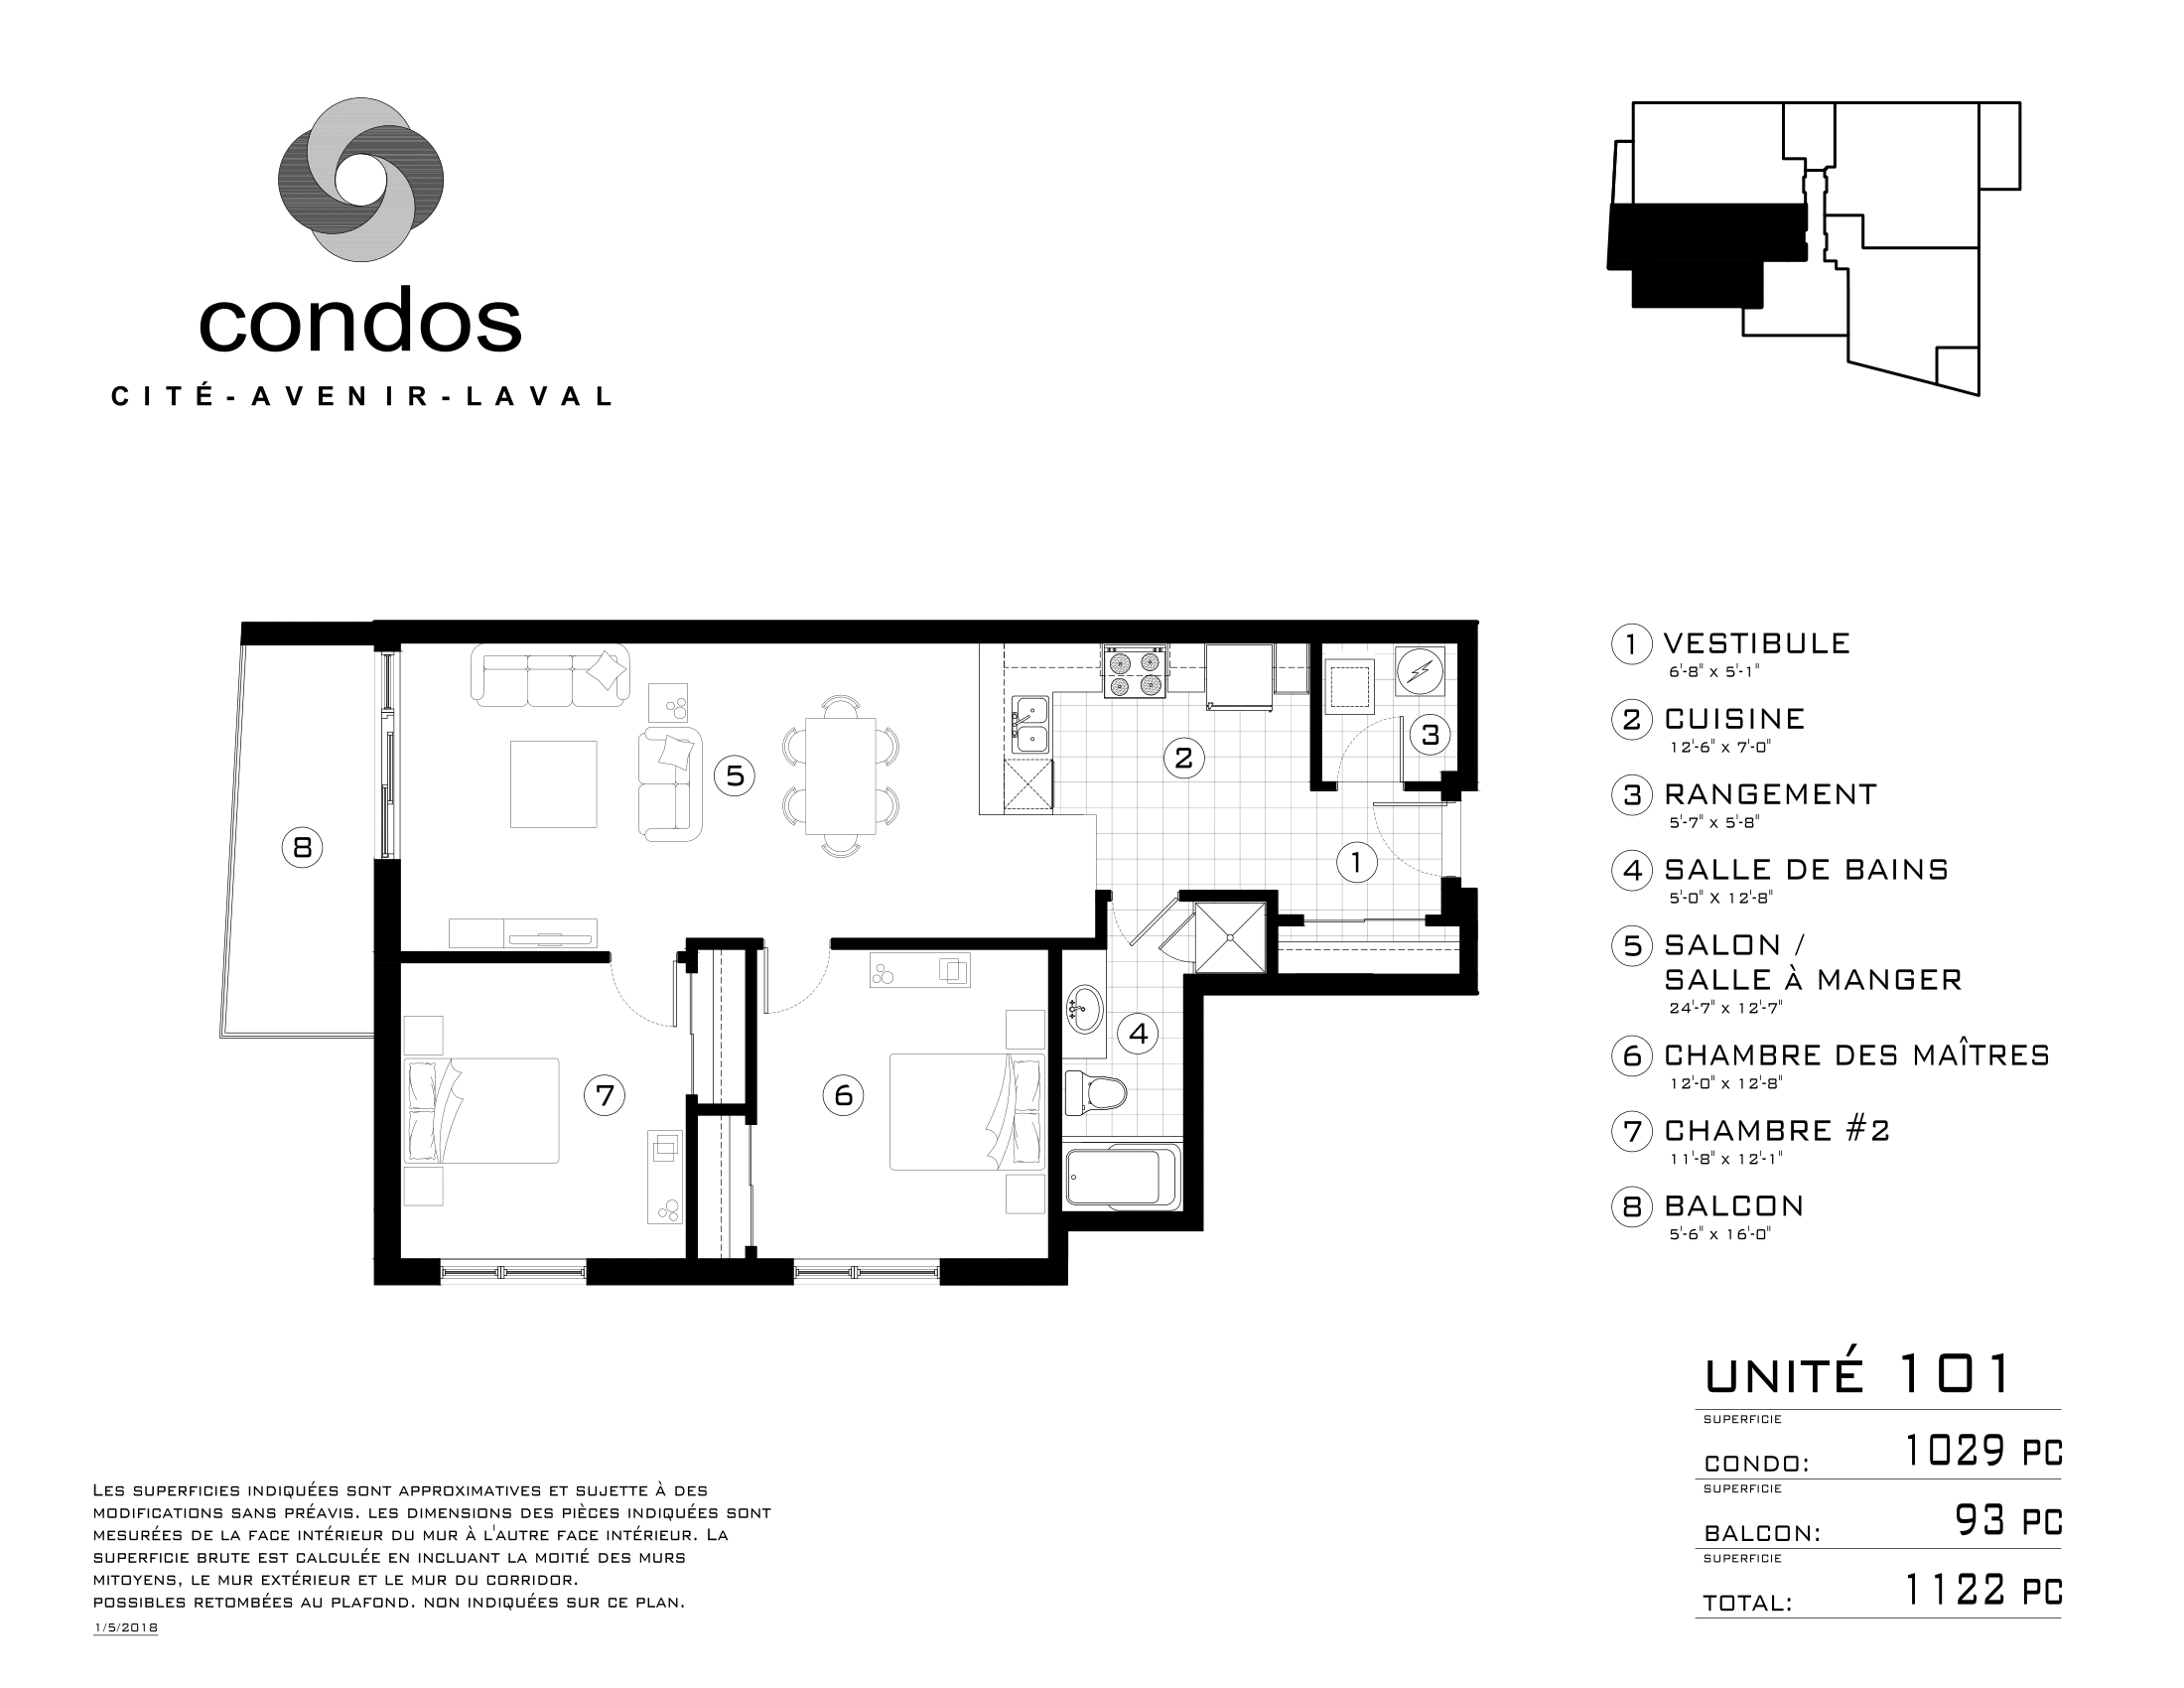 condos
CITÉ-AVENIR-LAVAL
1 VESTIBULE
6'-8" x 5'-1"
2 CUISINE
12'-6" x 7'-0"
3 RANGEMENT
5'-7" x 5'-8"
4 SALLE DE BAINS
5'-0" X 12'-8"
5 SALON /
SALLE À MANGER
24'-7" x 12'-7"
6 CHAMBRE DES MAÎTRES
12'-0" x 12'-8"
7 CHAMBRE #2
11'-8" x 12'-1"
8 BALCON
5'-6" x 16'-0"
3
2
5
8
1
4
7
6
UNITÉ 101
SUPERFICIE
CONDO: 1029 PC
SUPERFICIE
BALCON: 93 PC
SUPERFICIE
TOTAL: 1122 PC
LES SUPERFICIES INDIQUÉES SONT APPROXIMATIVES ET SUJETTE À DES
MODIFICATIONS SANS PRÉAVIS. LES DIMENSIONS DES PIÈCES INDIQUÉES SONT
MESURÉES DE LA FACE INTÉRIEUR DU MUR À L'AUTRE FACE INTÉRIEUR. LA
SUPERFICIE BRUTE EST CALCULÉE EN INCLUANT LA MOITIÉ DES MURS
MITOYENS, LE MUR EXTÉRIEUR ET LE MUR DU CORRIDOR.
POSSIBLES RETOMBÉES AU PLAFOND. NON INDIQUÉES SUR CE PLAN.
1/5/2018